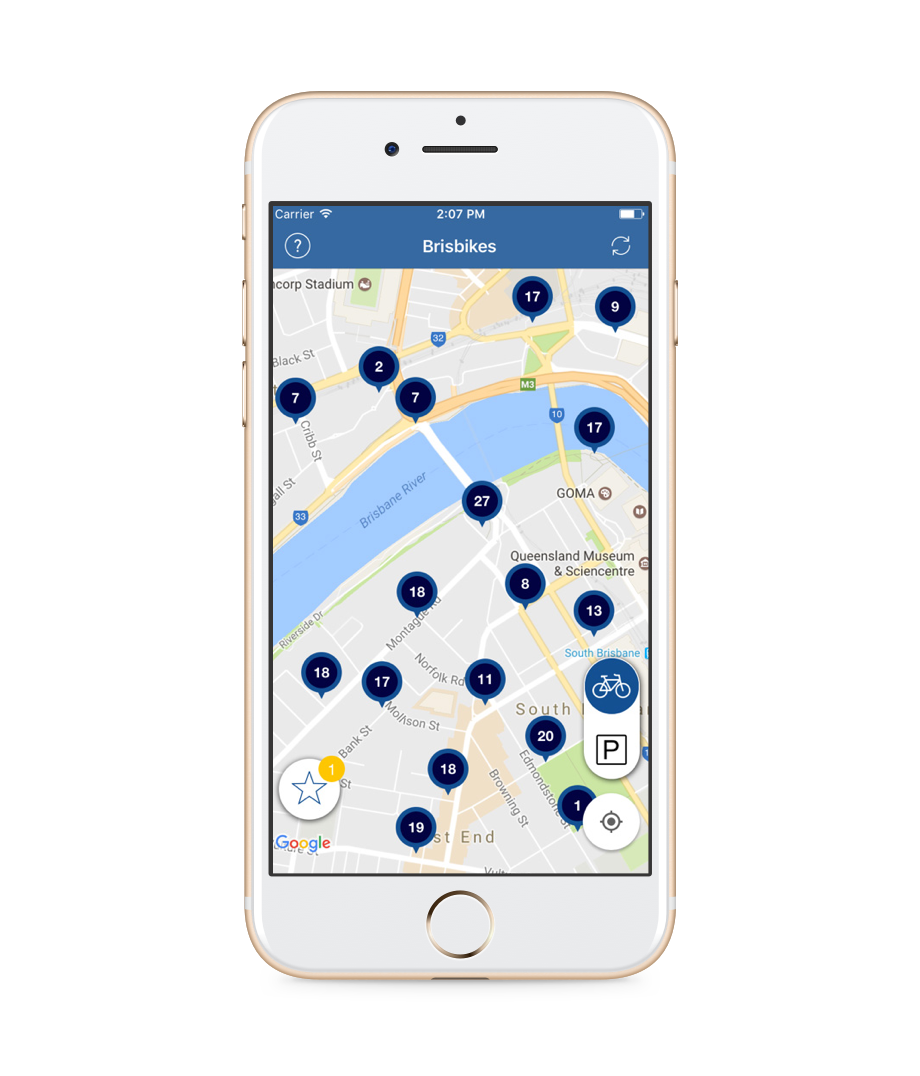 Carrier
2:07 PM
?
Brisbikes
corp Stadium
17
9
32
Black St
2
M3
7
7
10
17
Cribb St
all St
Brisbane River
GOMA
27
33
Queensland Museum
& Sciencentre
8
18
13
Montague Rd
Riverside Dr
South Brisbane
18
17
Norfolk Rd
11
South
Mollison St
20
Bank St
P
1
18
St
Edmondstone St
Browning St
1
19
st End
Google
Vul